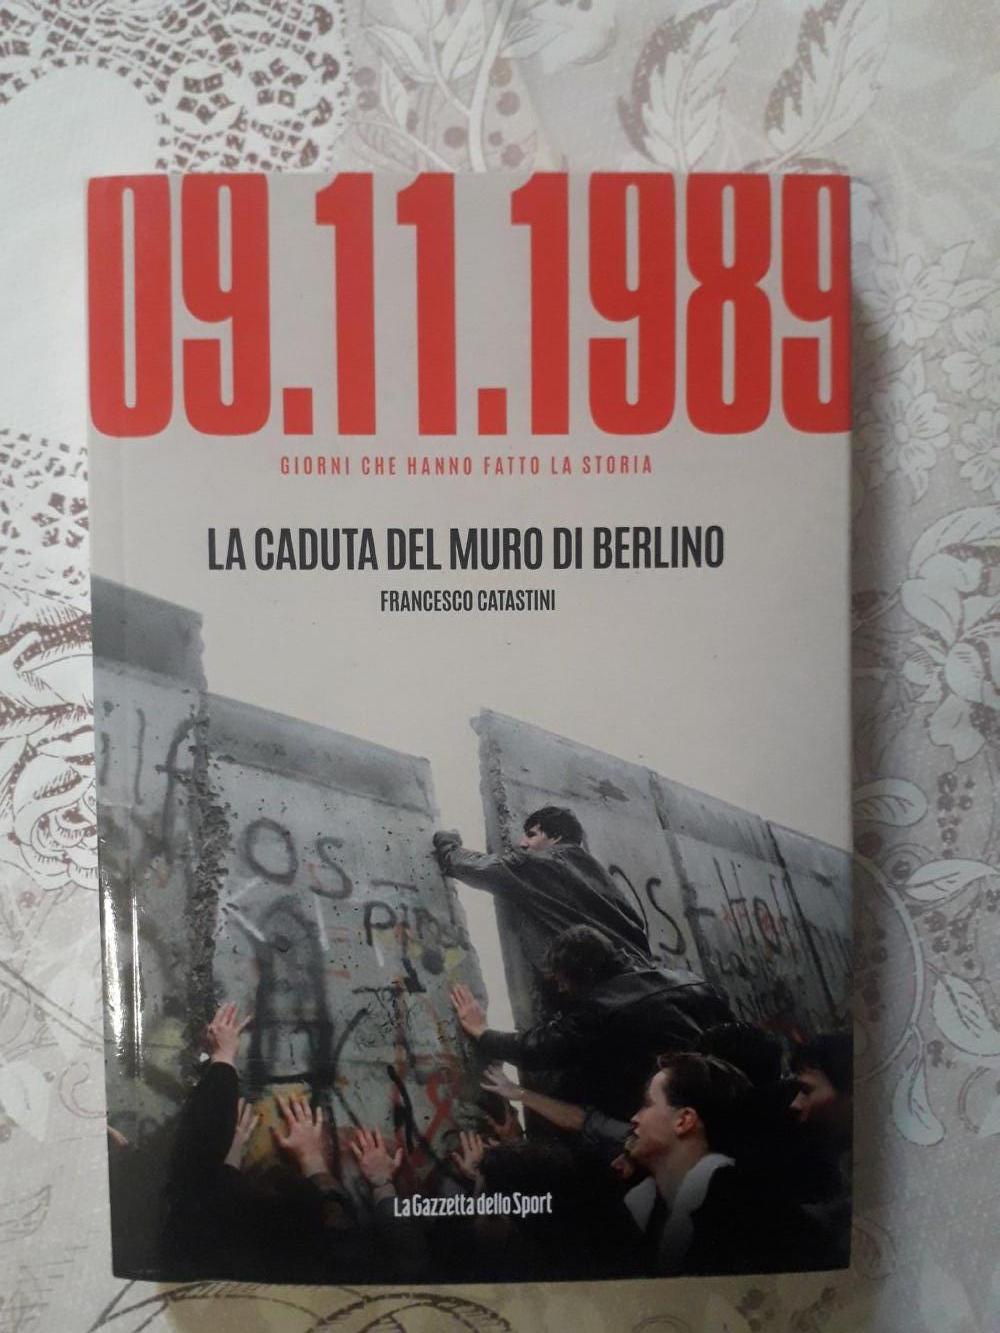 09.11.1989
GIORNI CHE HANNO FATTO LA STORIA
LA CADUTA DEL MURO DI BERLINO
FRANCESCO CATASTINI
OS
La Gazzetta dello Sport